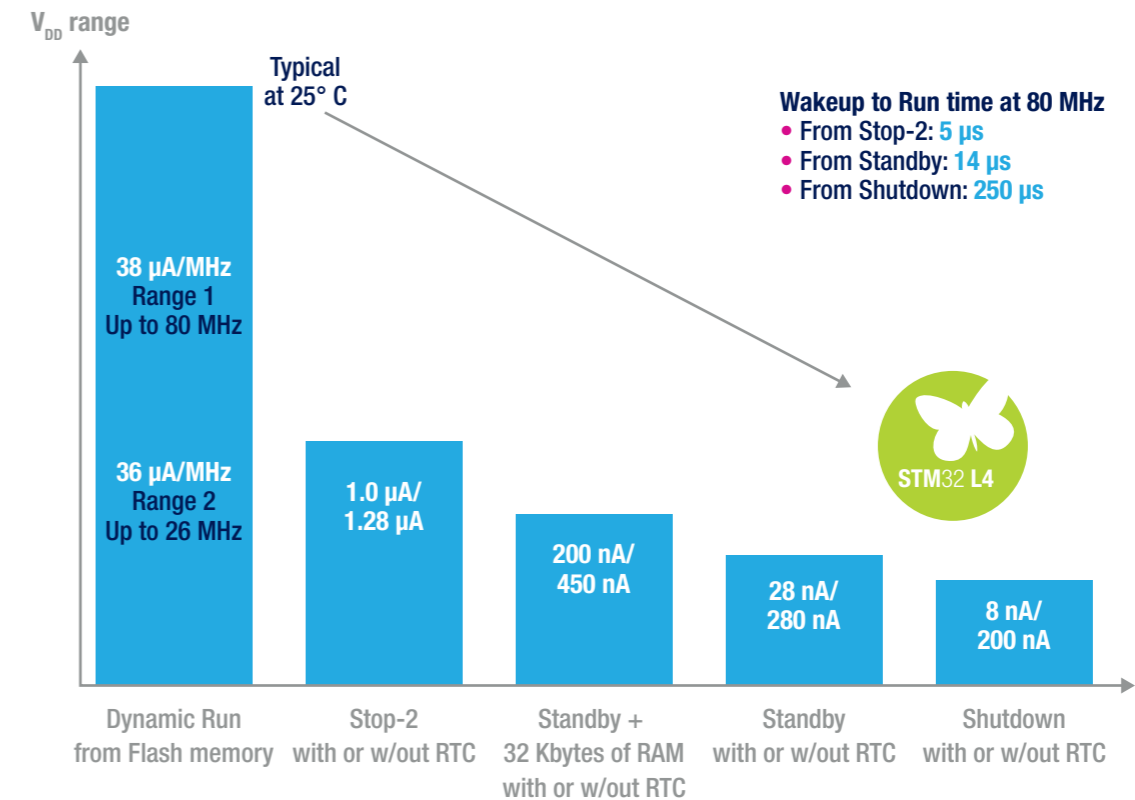 V_DD range
Typical
at 25° C
Wakeup to Run time at 80 MHz
• From Stop-2: 5 µs
• From Standby: 14 µs
• From Shutdown: 250 µs
38 µA/MHz
Range 1
Up to 80 MHz
36 µA/MHz
Range 2
Up to 26 MHz
1.0 µA/
1.28 µA
200 nA/
450 nA
28 nA/
280 nA
8 nA/
200 nA
STM32 L4
Dynamic Run
from Flash memory
Stop-2
with or w/out RTC
Standby +
32 Kbytes of RAM
with or w/out RTC
Standby
with or w/out RTC
Shutdown
with or w/out RTC